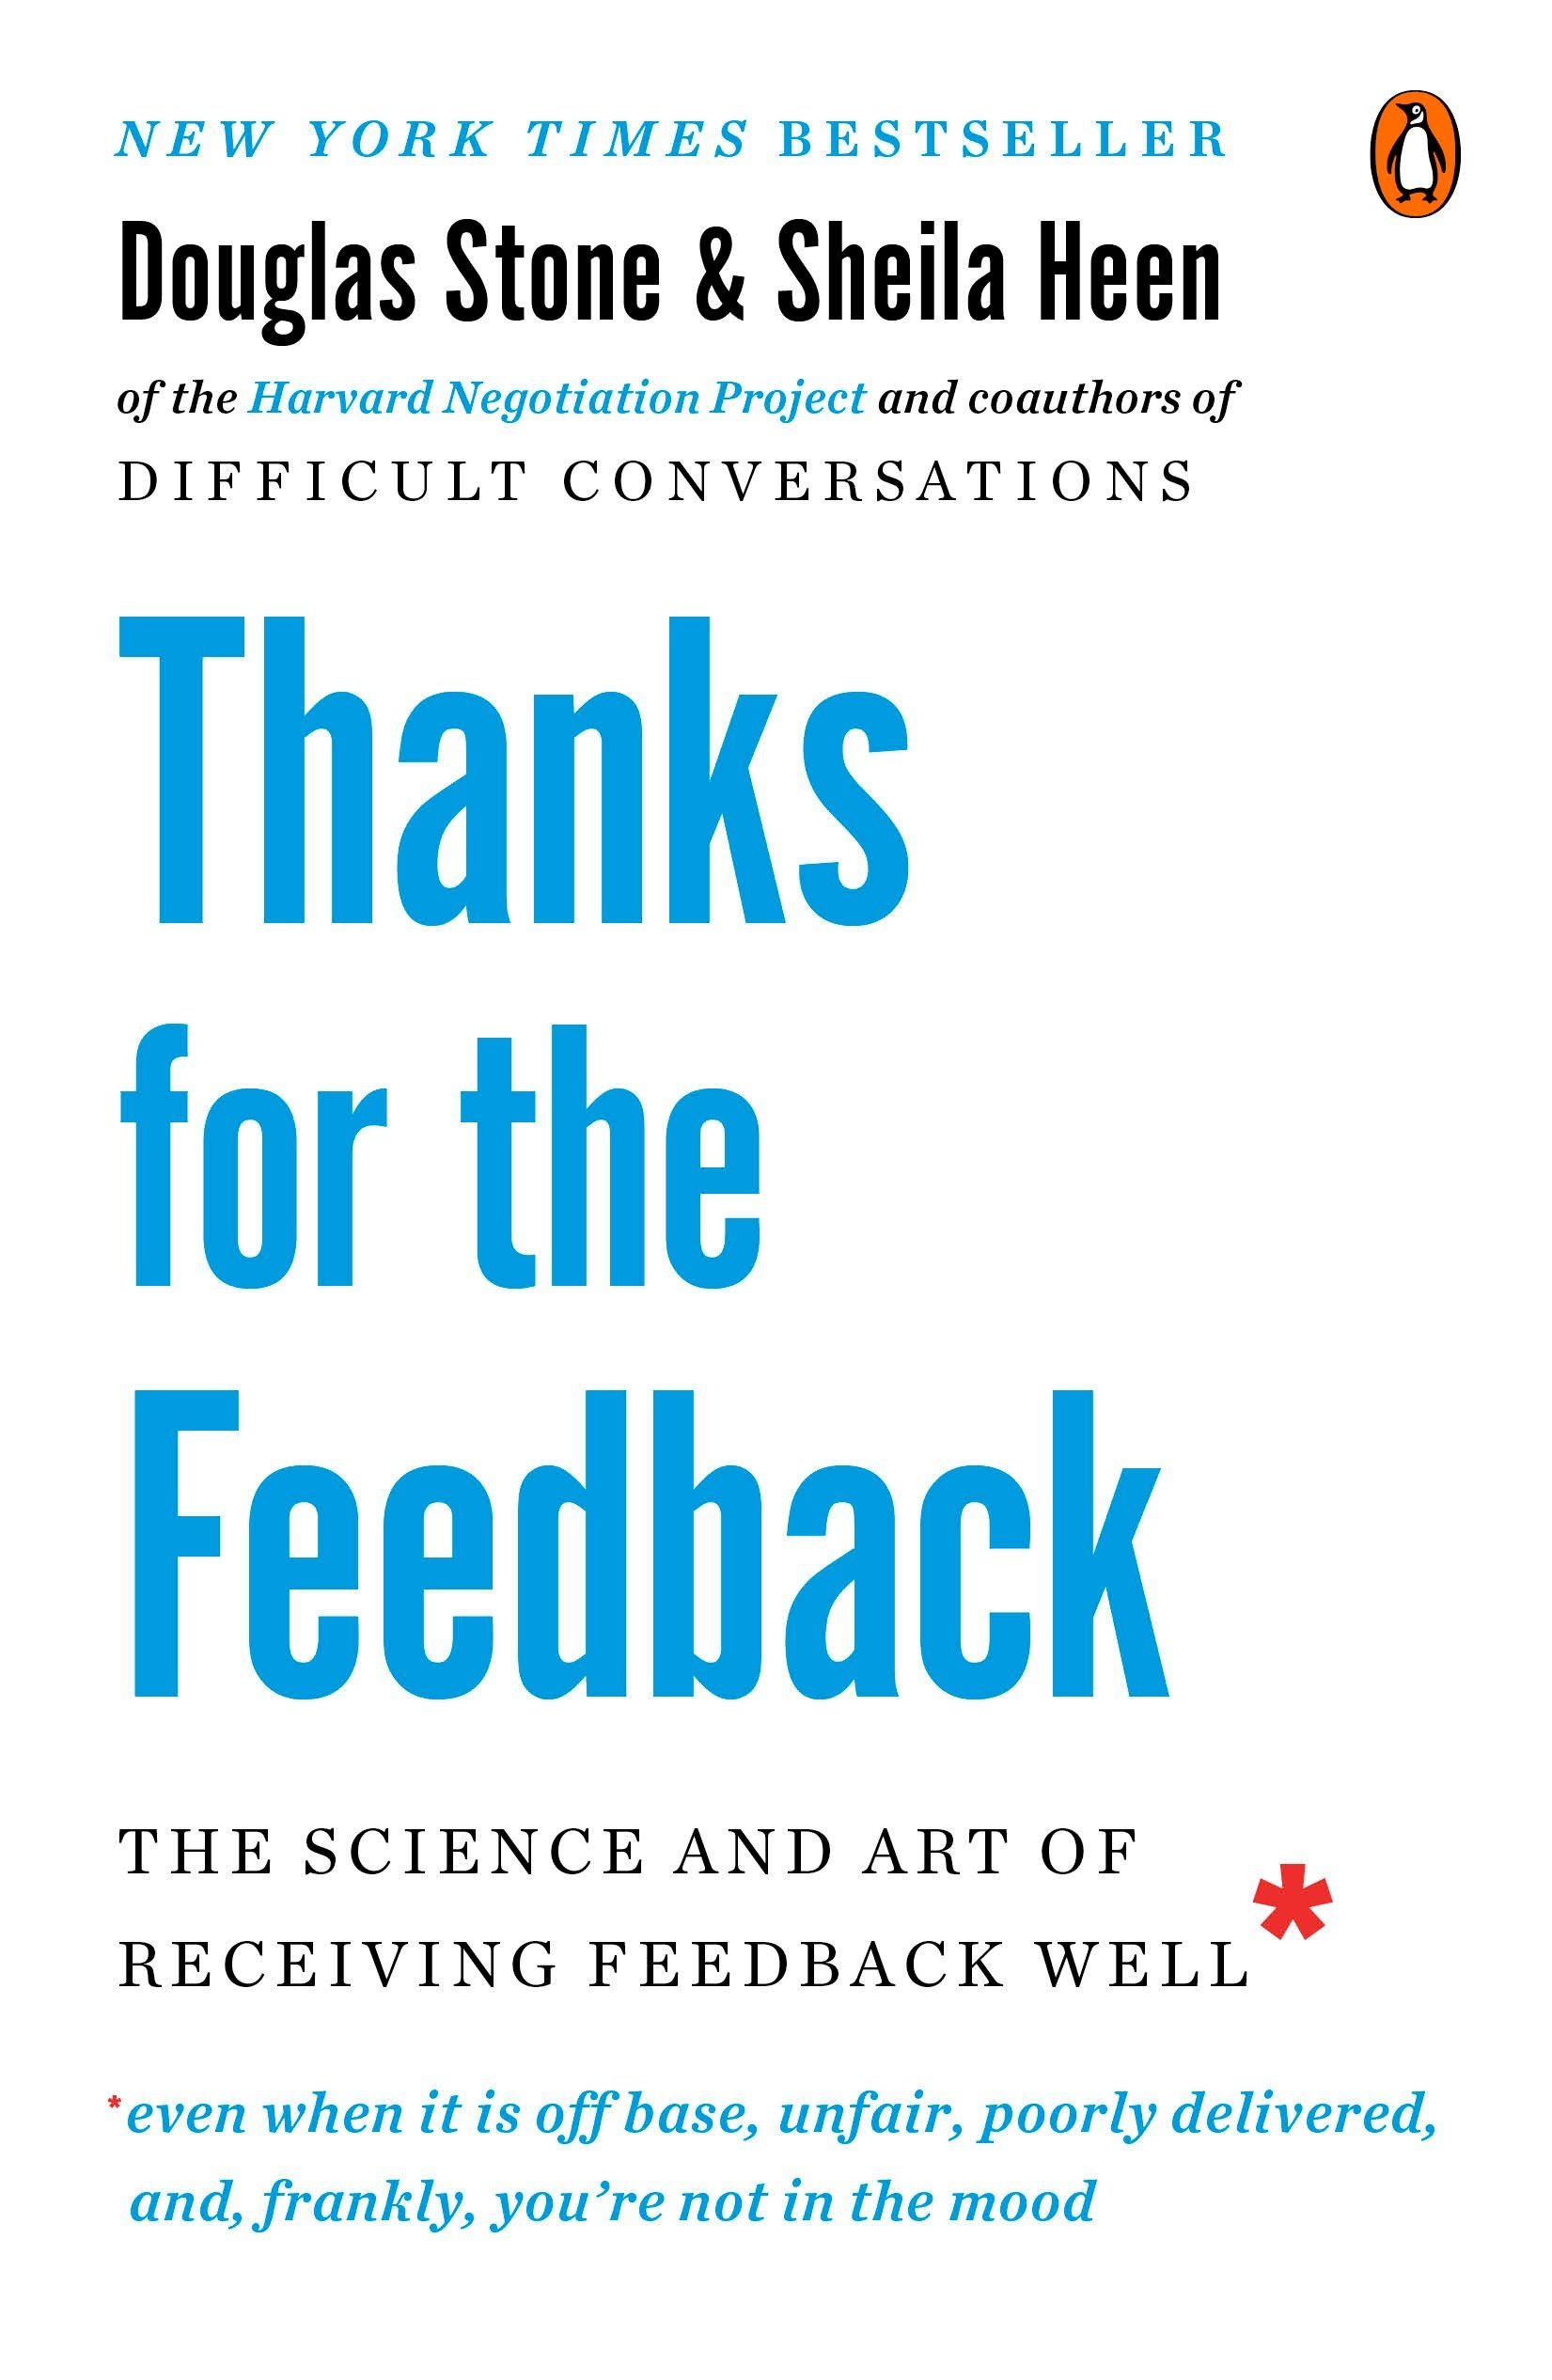 NEW YORK TIMES BESTSELLER
Douglas Stone & Sheila Heen
of the Harvard Negotiation Project and coauthors of
DIFFICULT CONVERSATIONS
Thanks
for the
Feedback
THE SCIENCE AND ART OF
RECEIVING FEEDBACK WELL*
*even when it is off base, unfair, poorly delivered,
and, frankly, you’re not in the mood